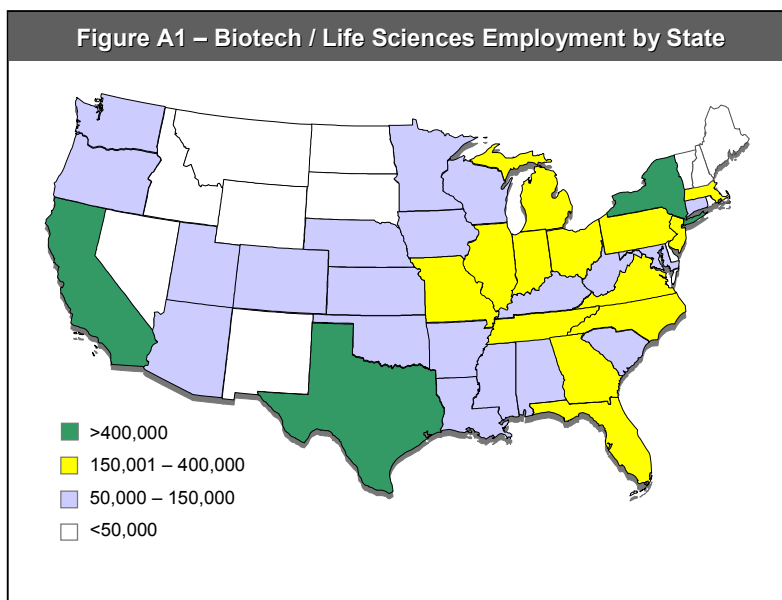 Figure A1 – Biotech / Life Sciences Employment by State
>400,000
150,001 – 400,000
50,000 – 150,000
<50,000